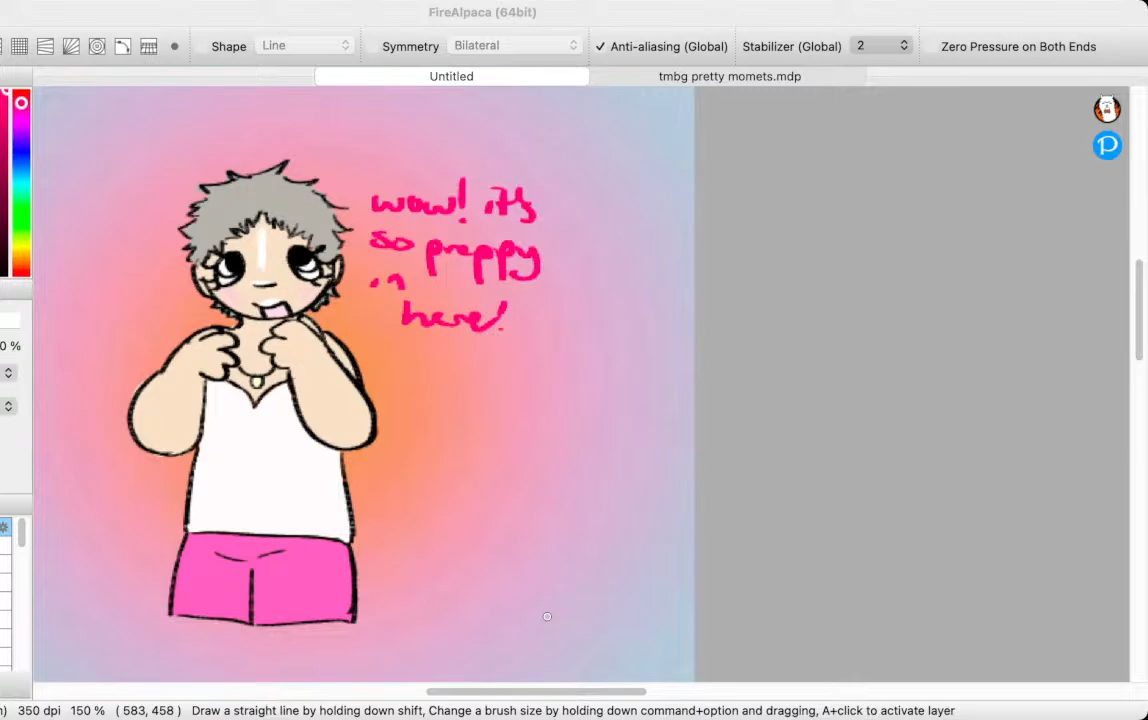 FireAlpaca (64bit)
Shape Line Symmetry Bilateral ✓ Anti-aliasing (Global) Stabilizer (Global) 2 Zero Pressure on Both Ends
Untitled tmbg pretty momets.mdp
wow! it's
so preppy
in
here!
0 %
) 350 dpi 150 % ( 583, 458 ) Draw a straight line by holding down shift, Change a brush size by holding down command+option and dragging, A+click to activate layer